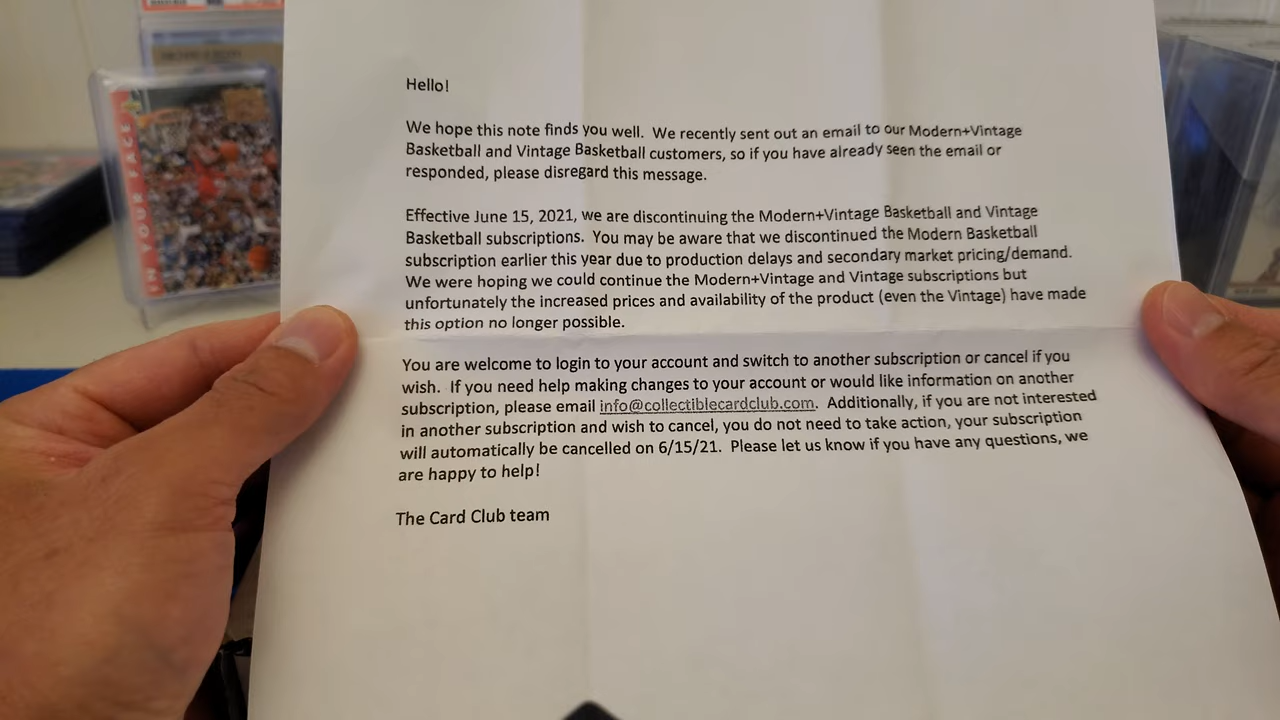 Hello!
We hope this note finds you well. We recently sent out an email to our Modern+Vintage
Basketball and Vintage Basketball customers, so if you have already seen the email or
responded, please disregard this message.
Effective June 15, 2021, we are discontinuing the Modern+Vintage Basketball and Vintage
Basketball subscriptions. You may be aware that we discontinued the Modern Basketball
subscription earlier this year due to production delays and secondary market pricing/demand.
We were hoping we could continue the Modern+Vintage and Vintage subscriptions but
unfortunately the increased prices and availability of the product (even the Vintage) have made
this option no longer possible.
You are welcome to login to your account and switch to another subscription or cancel if you
wish. If you need help making changes to your account or would like information on another
subscription, please email info@collectiblecardclub.com. Additionally, if you are not interested
in another subscription and wish to cancel, you do not need to take action, your subscription
will automatically be cancelled on 6/15/21. Please let us know if you have any questions, we
are happy to help!
The Card Club team
YOUR FACE